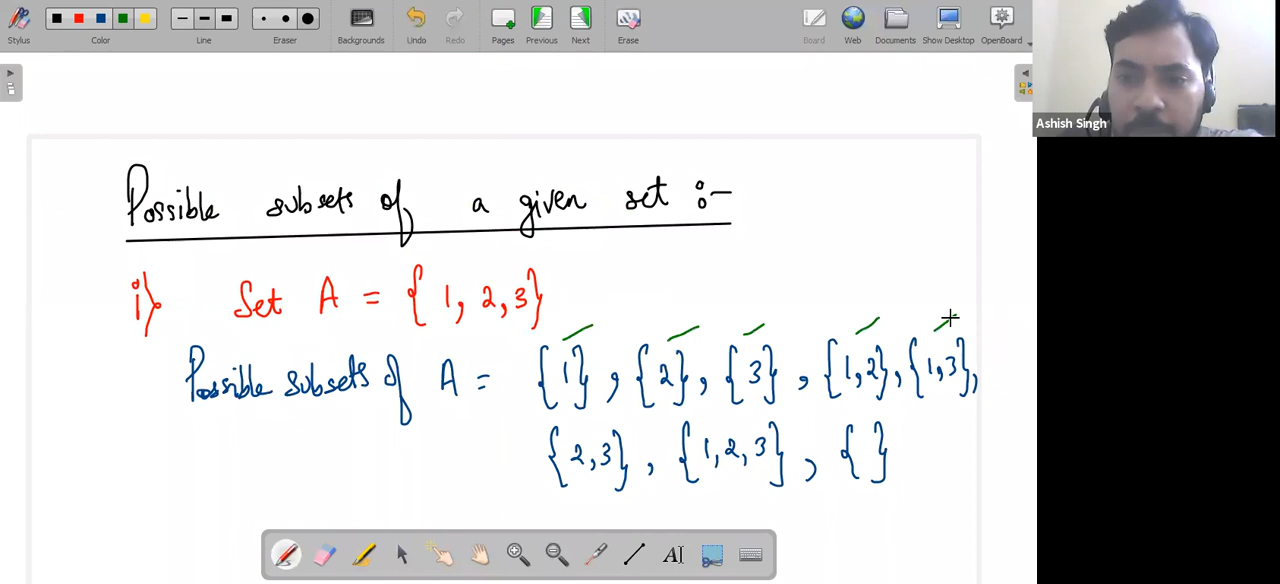 Stylus Color Line Eraser Backgrounds Undo Redo Pages Previous Next Erase Board Web Documents Show Desktop OpenBoard
Ashish Singh
Possible subsets of a given set :-
i) Set A = { 1, 2, 3}
Possible subsets of A = {1}, {2}, {3}, {1,2}, {1,3},
{2,3}, {1,2,3}, { }
AI